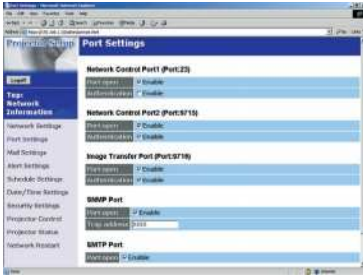 Projector Setup
Port Settings
Logoff
Top:
Network
Information
Network Settings
Port Settings
Mail Settings
Alert Settings
Schedule Settings
Date/Time Settings
Security Settings
Projector Control
Projector Status
Network Restart
Network Control Port1 (Port:23)
Port open Enable
Authentication Enable
Network Control Port2 (Port:9715)
Port open Enable
Authentication Enable
Image Transfer Port (Port:9716)
Port open Enable
Authentication Enable
SNMP Port
Port open Enable
Trap address
SMTP Port
Port open Enable